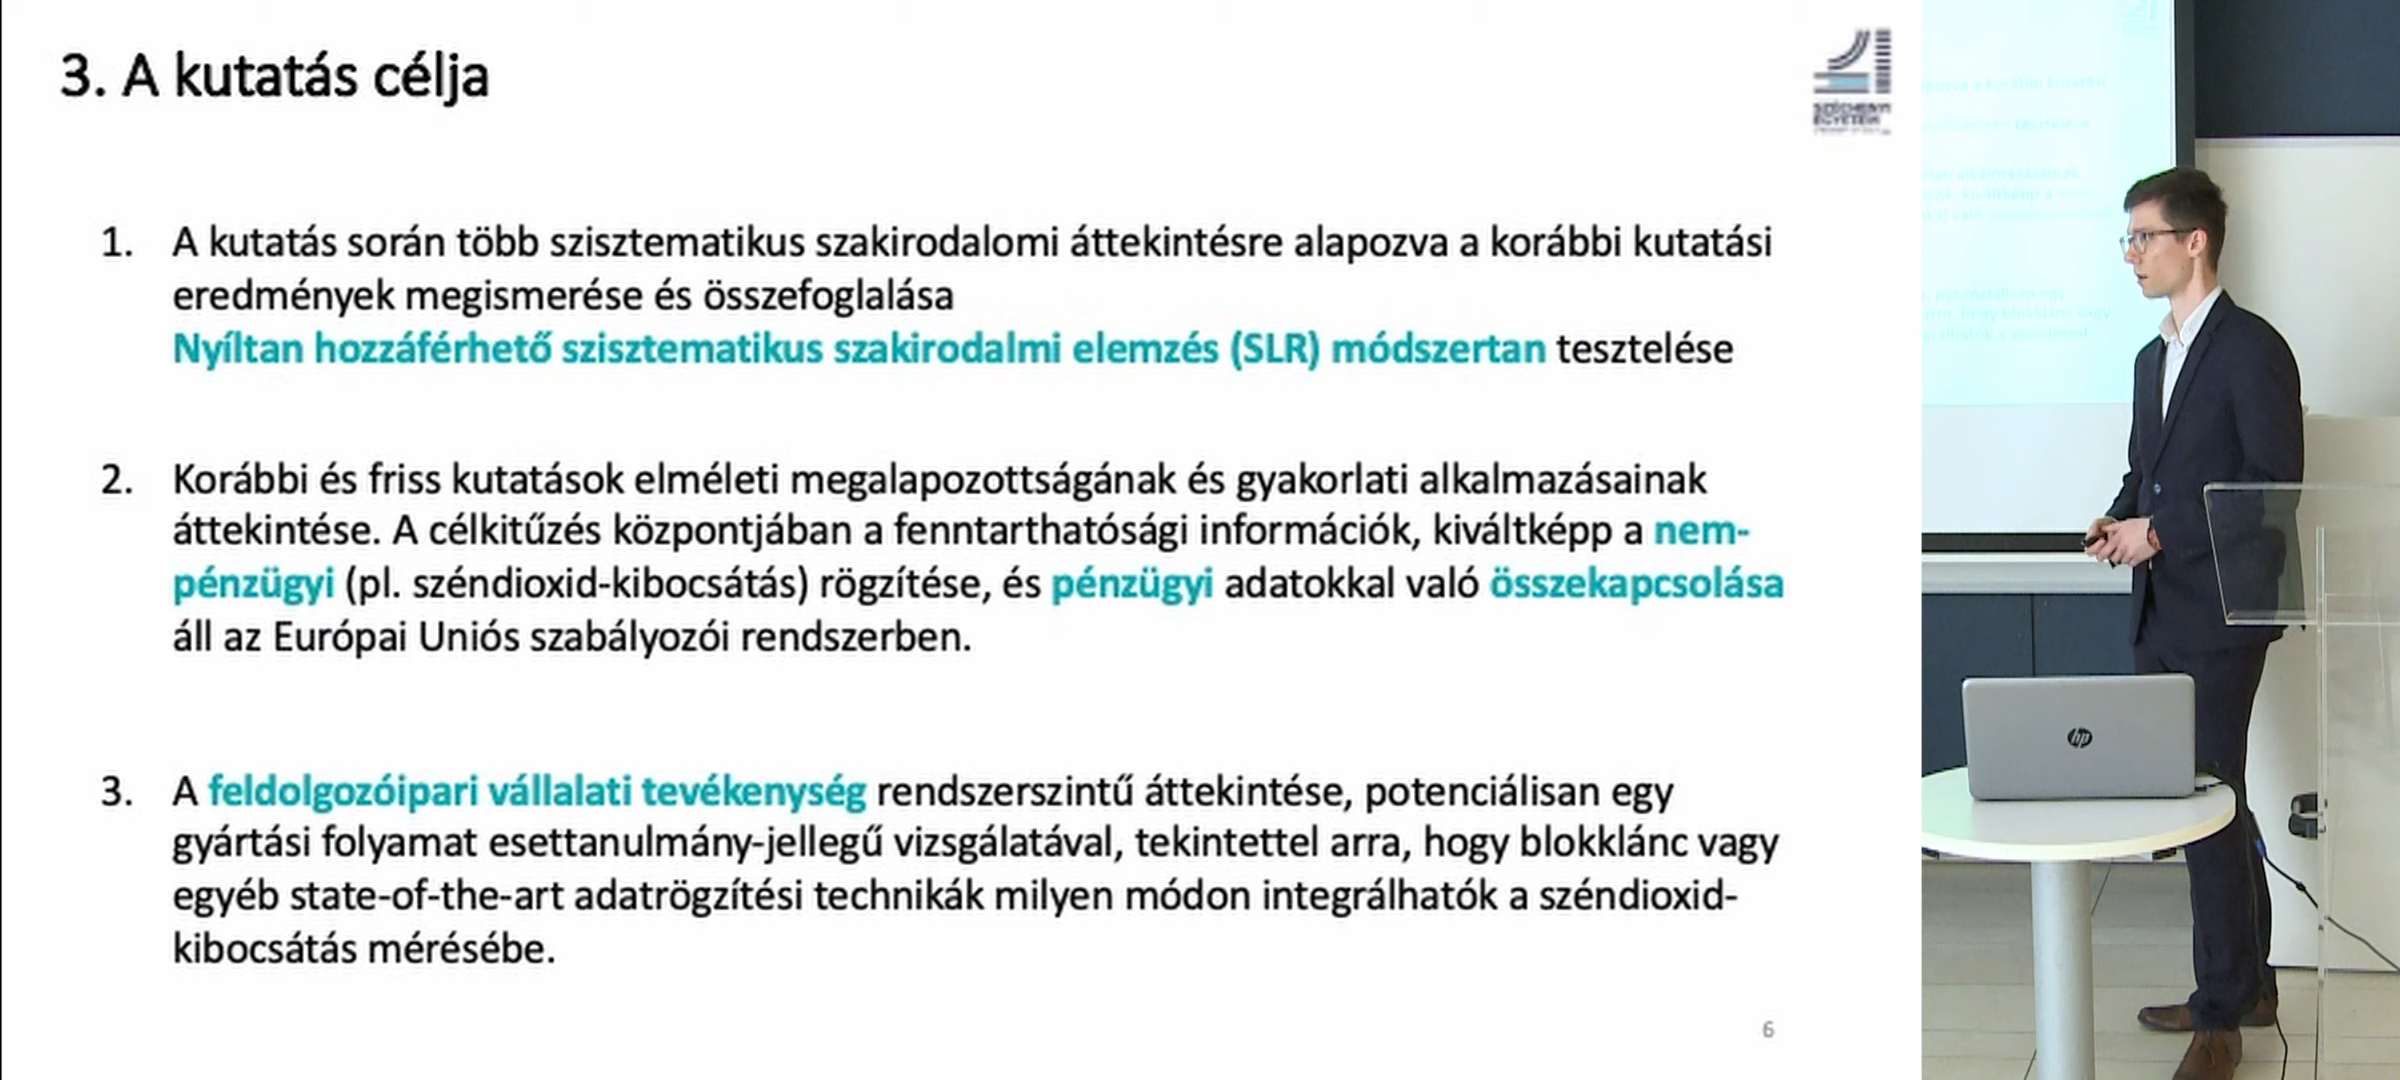 3. A kutatás célja
SZÉCHENYI
EGYETEM
1. A kutatás során több szisztematikus szakirodalomi áttekintésre alapozva a korábbi kutatási
eredmények megismerése és összefoglalása
Nyíltan hozzáférhető szisztematikus szakirodalmi elemzés (SLR) módszertan tesztelése
2. Korábbi és friss kutatások elméleti megalapozottságának és gyakorlati alkalmazásainak
áttekintése. A célkitűzés központjában a fenntarthatósági információk, kiváltképp a nem-
pénzügyi (pl. széndioxid-kibocsátás) rögzítése, és pénzügyi adatokkal való összekapcsolása
áll az Európai Uniós szabályozói rendszerben.
3. A feldolgozóipari vállalati tevékenység rendszerszintű áttekintése, potenciálisan egy
gyártási folyamat esettanulmány-jellegű vizsgálatával, tekintettel arra, hogy blokklánc vagy
egyéb state-of-the-art adatrögzítési technikák milyen módon integrálhatók a széndioxid-
kibocsátás mérésébe.
6
hp